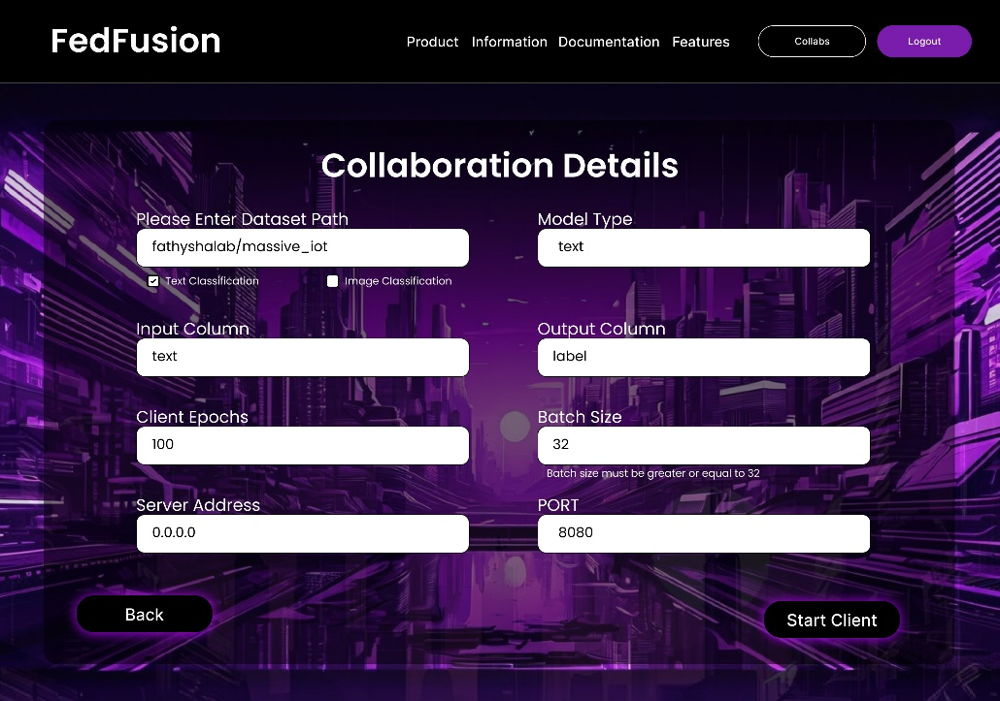 FedFusion
Product Information Documentation Features Collabs Logout
Collaboration Details
Please Enter Dataset Path
fathyshalab/massive_iot
Text Classification Image Classification
Model Type
text
Input Column
text
Output Column
label
Client Epochs
100
Batch Size
32
Batch size must be greater or equal to 32
Server Address
0.0.0.0
PORT
8080
Back
Start Client